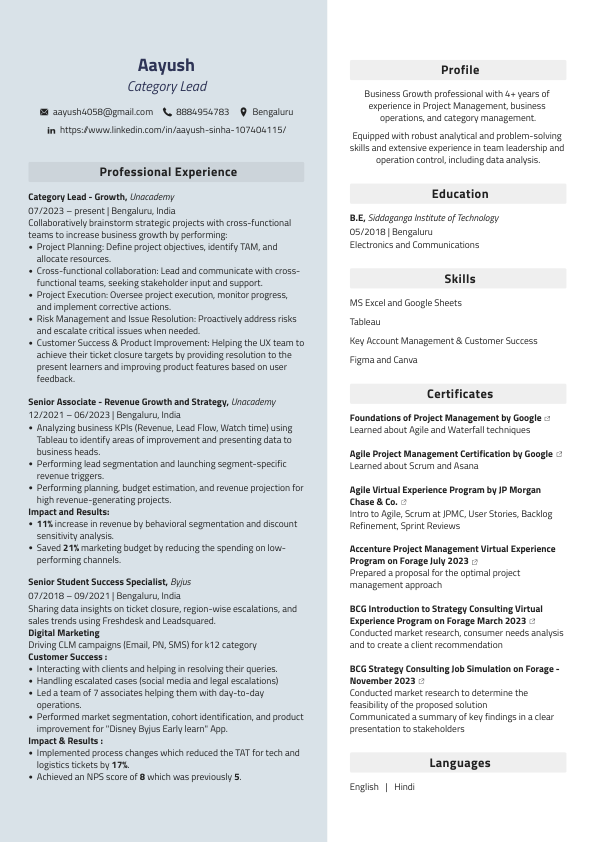 Aayush
Category Lead
aayush4058@gmail.com 8884954783 Bengaluru
https://www.linkedin.com/in/aayush-sinha-107404115/
Professional Experience
Category Lead - Growth, Unacademy
07/2023 – present | Bengaluru, India
Collaboratively brainstorm strategic projects with cross-functional
teams to increase business growth by performing:
• Project Planning: Define project objectives, identify TAM, and
allocate resources.
• Cross-functional collaboration: Lead and communicate with cross-
functional teams, seeking stakeholder input and support.
• Project Execution: Oversee project execution, monitor progress,
and implement corrective actions.
• Risk Management and Issue Resolution: Proactively address risks
and escalate critical issues when needed.
• Customer Success & Product Improvement: Helping the UX team to
achieve their ticket closure targets by providing resolution to the
present learners and improving product features based on user
feedback.
Senior Associate - Revenue Growth and Strategy, Unacademy
12/2021 – 06/2023 | Bengaluru, India
• Analyzing business KPIs (Revenue, Lead Flow, Watch time) using
Tableau to identify areas of improvement and presenting data to
business heads.
• Performing lead segmentation and launching segment-specific
revenue triggers.
• Performing planning, budget estimation, and revenue projection for
high revenue-generating projects.
Impact and Results:
• 11% increase in revenue by behavioral segmentation and discount
sensitivity analysis.
• Saved 21% marketing budget by reducing the spending on low-
performing channels.
Senior Student Success Specialist, Byjus
07/2018 – 09/2021 | Bengaluru, India
Sharing data insights on ticket closure, region-wise escalations, and
sales trends using Freshdesk and Leadsquared.
Digital Marketing
Driving CLM campaigns (Email, PN, SMS) for k12 category
Customer Success :
• Interacting with clients and helping in resolving their queries.
• Handling escalated cases (social media and legal escalations)
• Led a team of 7 associates helping them with day-to-day
operations.
• Performed market segmentation, cohort identification, and product
improvement for "Disney Byjus Early learn" App.
Impact & Results :
• Implemented process changes which reduced the TAT for tech and
logistics tickets by 17%.
• Achieved an NPS score of 8 which was previously 5.
Profile
Business Growth professional with 4+ years of
experience in Project Management, business
operations, and category management.
Equipped with robust analytical and problem-solving
skills and extensive experience in team leadership and
operation control, including data analysis.
Education
B.E, Siddaganga Institute of Technology
05/2018 | Bengaluru
Electronics and Communications
Skills
MS Excel and Google Sheets
Tableau
Key Account Management & Customer Success
Figma and Canva
Certificates
Foundations of Project Management by Google
Learned about Agile and Waterfall techniques
Agile Project Management Certification by Google
Learned about Scrum and Asana
Agile Virtual Experience Program by JP Morgan
Chase & Co.
Intro to Agile, Scrum at JPMC, User Stories, Backlog
Refinement, Sprint Reviews
Accenture Project Management Virtual Experience
Program on Forage July 2023
Prepared a proposal for the optimal project
management approach
BCG Introduction to Strategy Consulting Virtual
Experience Program on Forage March 2023
Conducted market research, consumer needs analysis
and to create a client recommendation
BCG Strategy Consulting Job Simulation on Forage -
November 2023
Conducted market research to determine the
feasibility of the proposed solution
Communicated a summary of key findings in a clear
presentation to stakeholders
Languages
English | Hindi